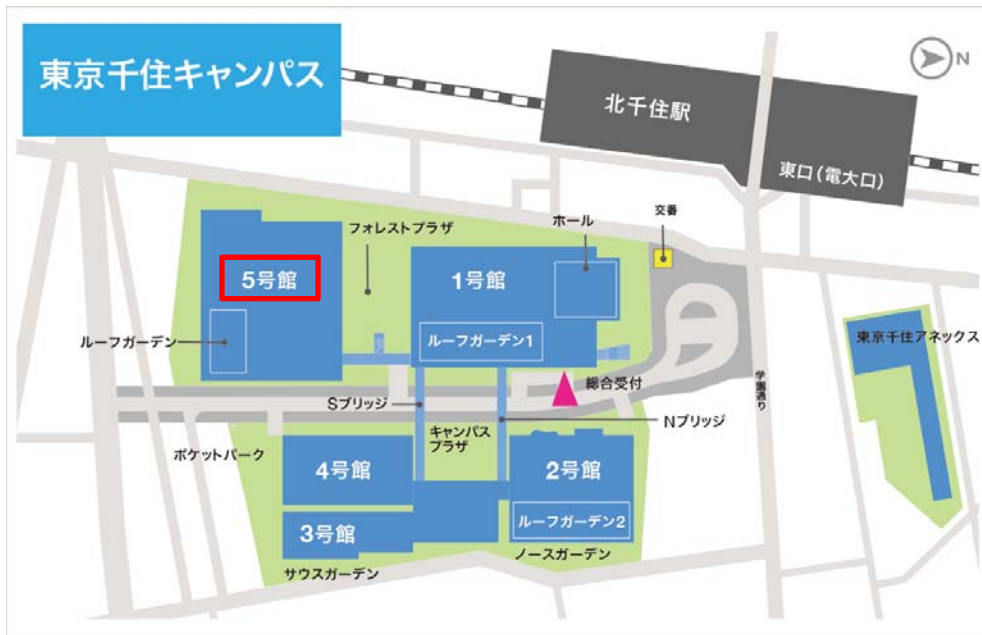 東京千住キャンパス
N
北千住駅
東口(電大口)
交番
ホール
フォレストプラザ
5号館
1号館
ルーフガーデン
ルーフガーデン1
東京千住アネックス
学園通り
総合受付
Sブリッジ
Nブリッジ
キャンパス
プラザ
ポケットパーク
4号館
2号館
3号館
ルーフガーデン2
ノースガーデン
サウスガーデン